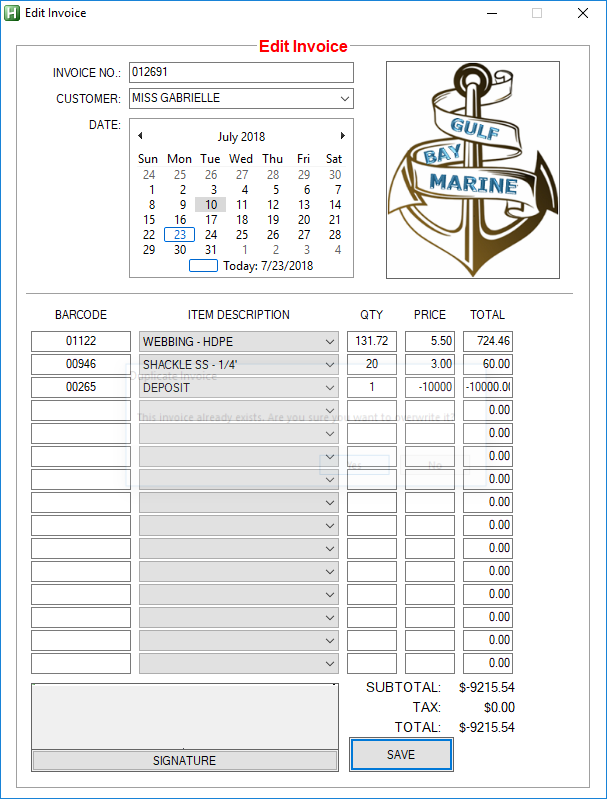 Edit Invoice
Edit Invoice
INVOICE NO.: 012691
CUSTOMER: MISS GABRIELLE
DATE:
July 2018
Sun Mon Tue Wed Thu Fri Sat
24 25 26 27 28 29 30
1 2 3 4 5 6 7
8 9 10 11 12 13 14
15 16 17 18 19 20 21
22 23 24 25 26 27 28
29 30 31 1 2 3 4
Today: 7/23/2018
GULF
BAY
MARINE
BARCODE ITEM DESCRIPTION QTY PRICE TOTAL
01122 WEBBING - HDPE 131.72 5.50 724.46
00946 SHACKLE SS - 1/4' 20 3.00 60.00
Duplicate Invoice
00265 DEPOSIT 1 -10000 -10000.00
0.00
This invoice already exists. Are you sure you want to overwrite it?
0.00
0.00
Yes No
0.00
0.00
0.00
0.00
0.00
0.00
0.00
0.00
0.00
SUBTOTAL: $-9215.54
TAX: $0.00
TOTAL: $-9215.54
SIGNATURE
SAVE